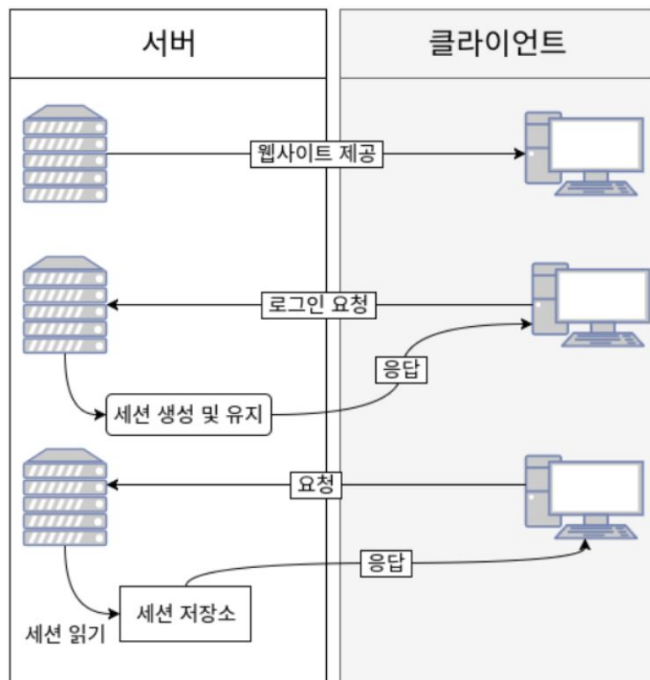 서버
클라이언트
웹사이트 제공
로그인 요청
응답
세션 생성 및 유지
요청
응답
세션 저장소
세션 읽기